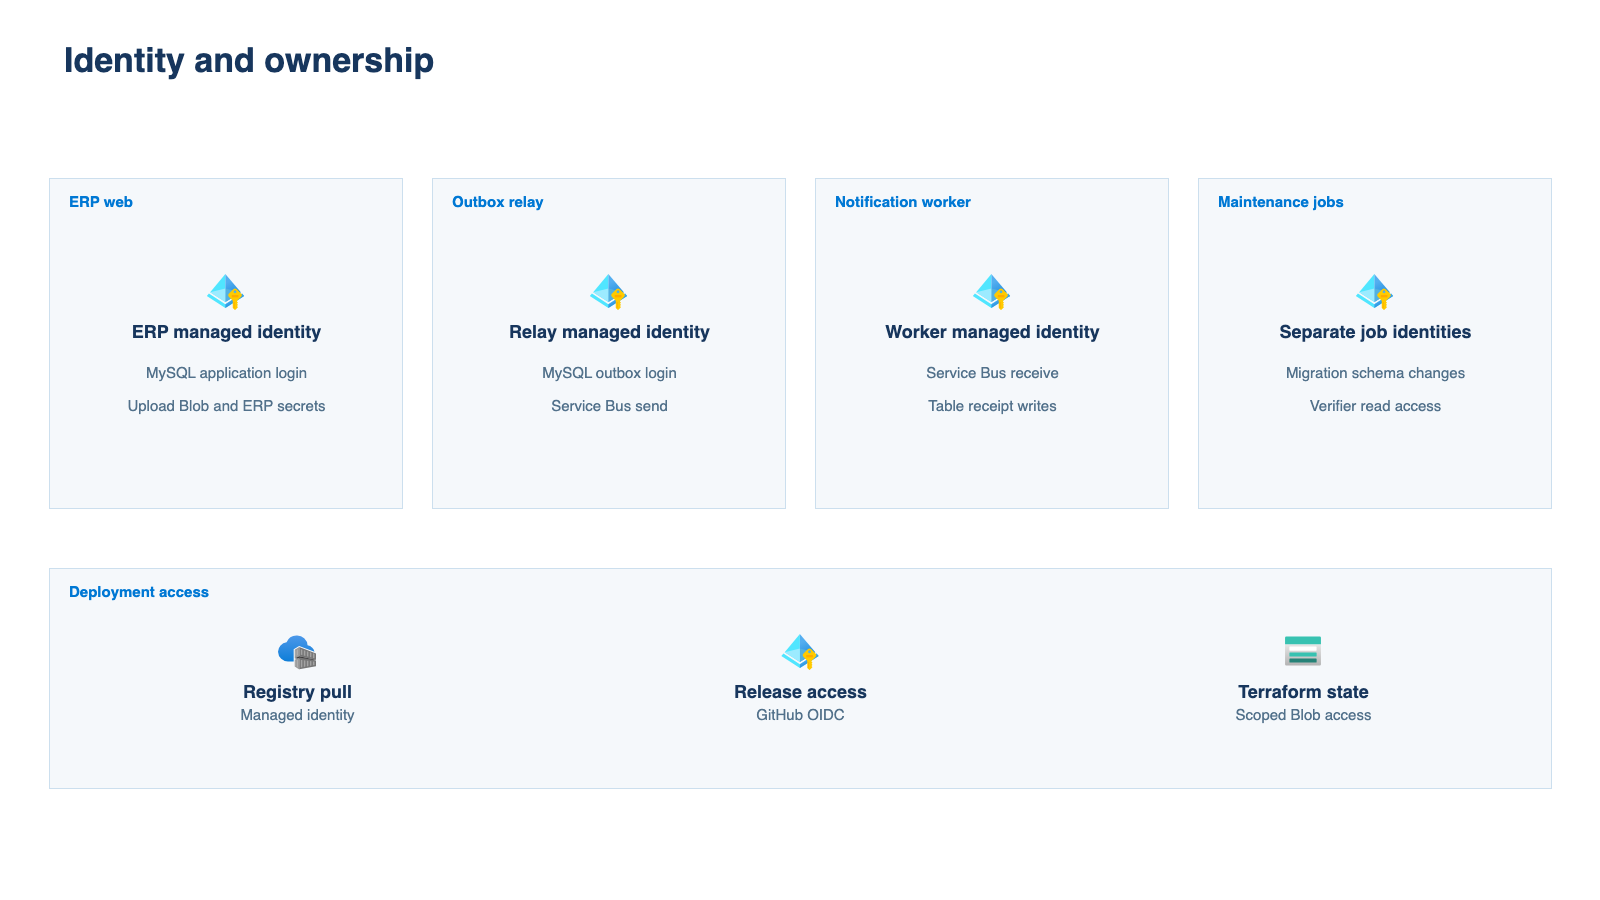 Identity and ownership
ERP web
ERP managed identity
MySQL application login
Upload Blob and ERP secrets
Outbox relay
Relay managed identity
MySQL outbox login
Service Bus send
Notification worker
Worker managed identity
Service Bus receive
Table receipt writes
Maintenance jobs
Separate job identities
Migration schema changes
Verifier read access
Deployment access
Registry pull
Managed identity
Release access
GitHub OIDC
Terraform state
Scoped Blob access